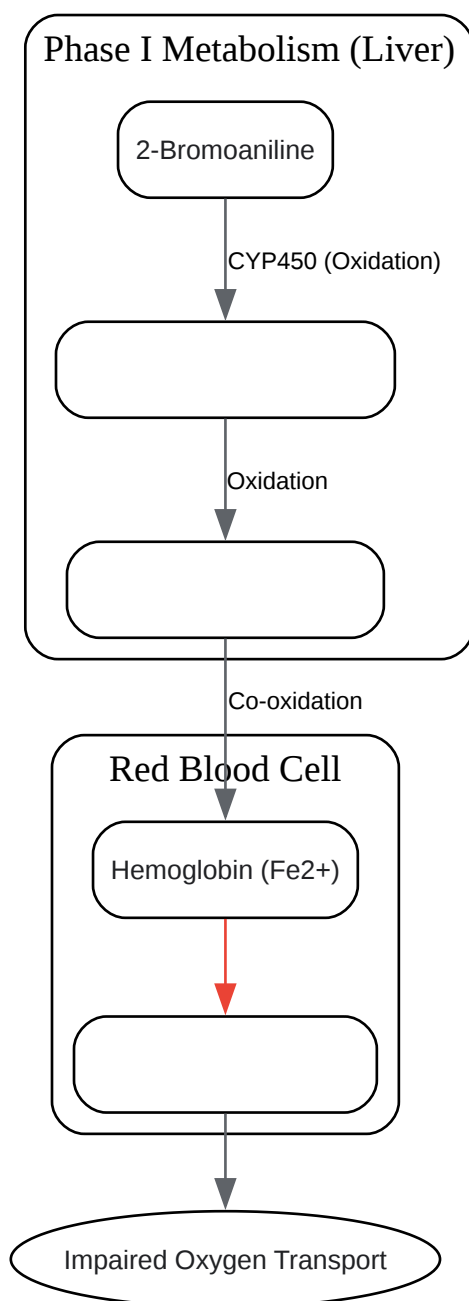 Phase I Metabolism (Liver)
2-Bromoaniline
CYP450 (Oxidation)
Oxidation
Co-oxidation
Red Blood Cell
Hemoglobin (Fe2+)
Impaired Oxygen Transport